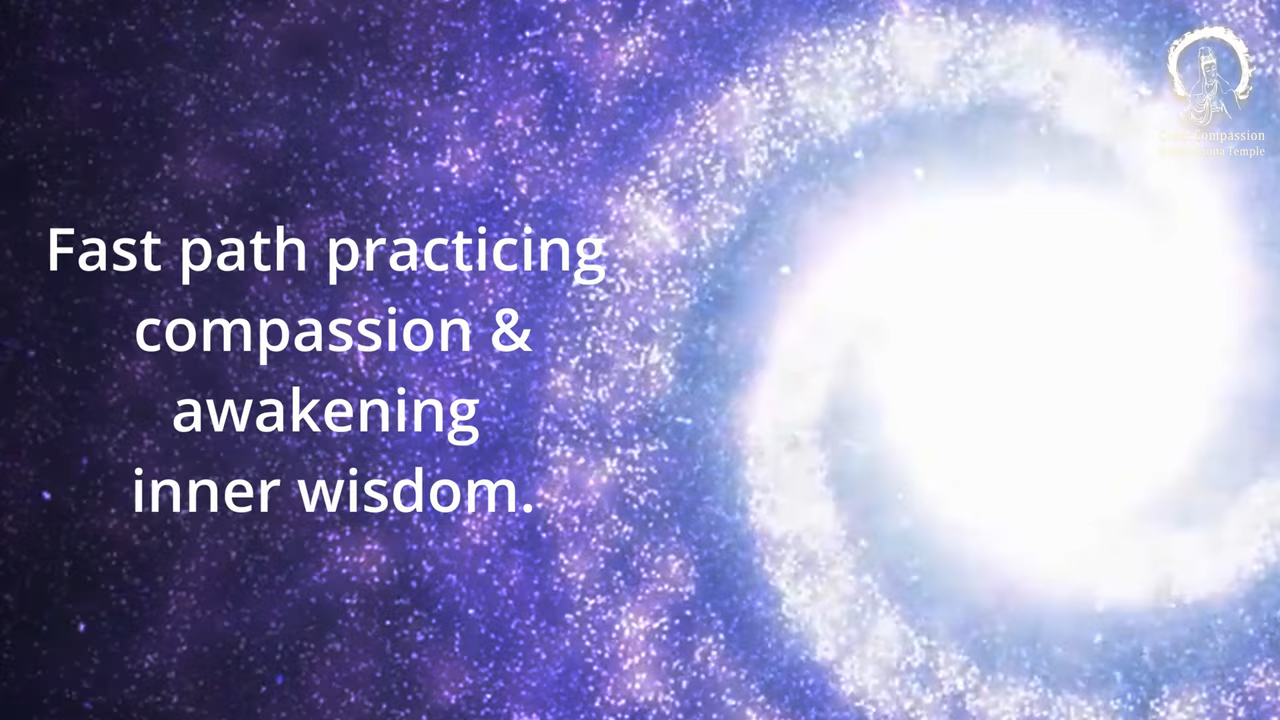 Fast path practicing
compassion &
awakening
inner wisdom.
Compassion
Temple